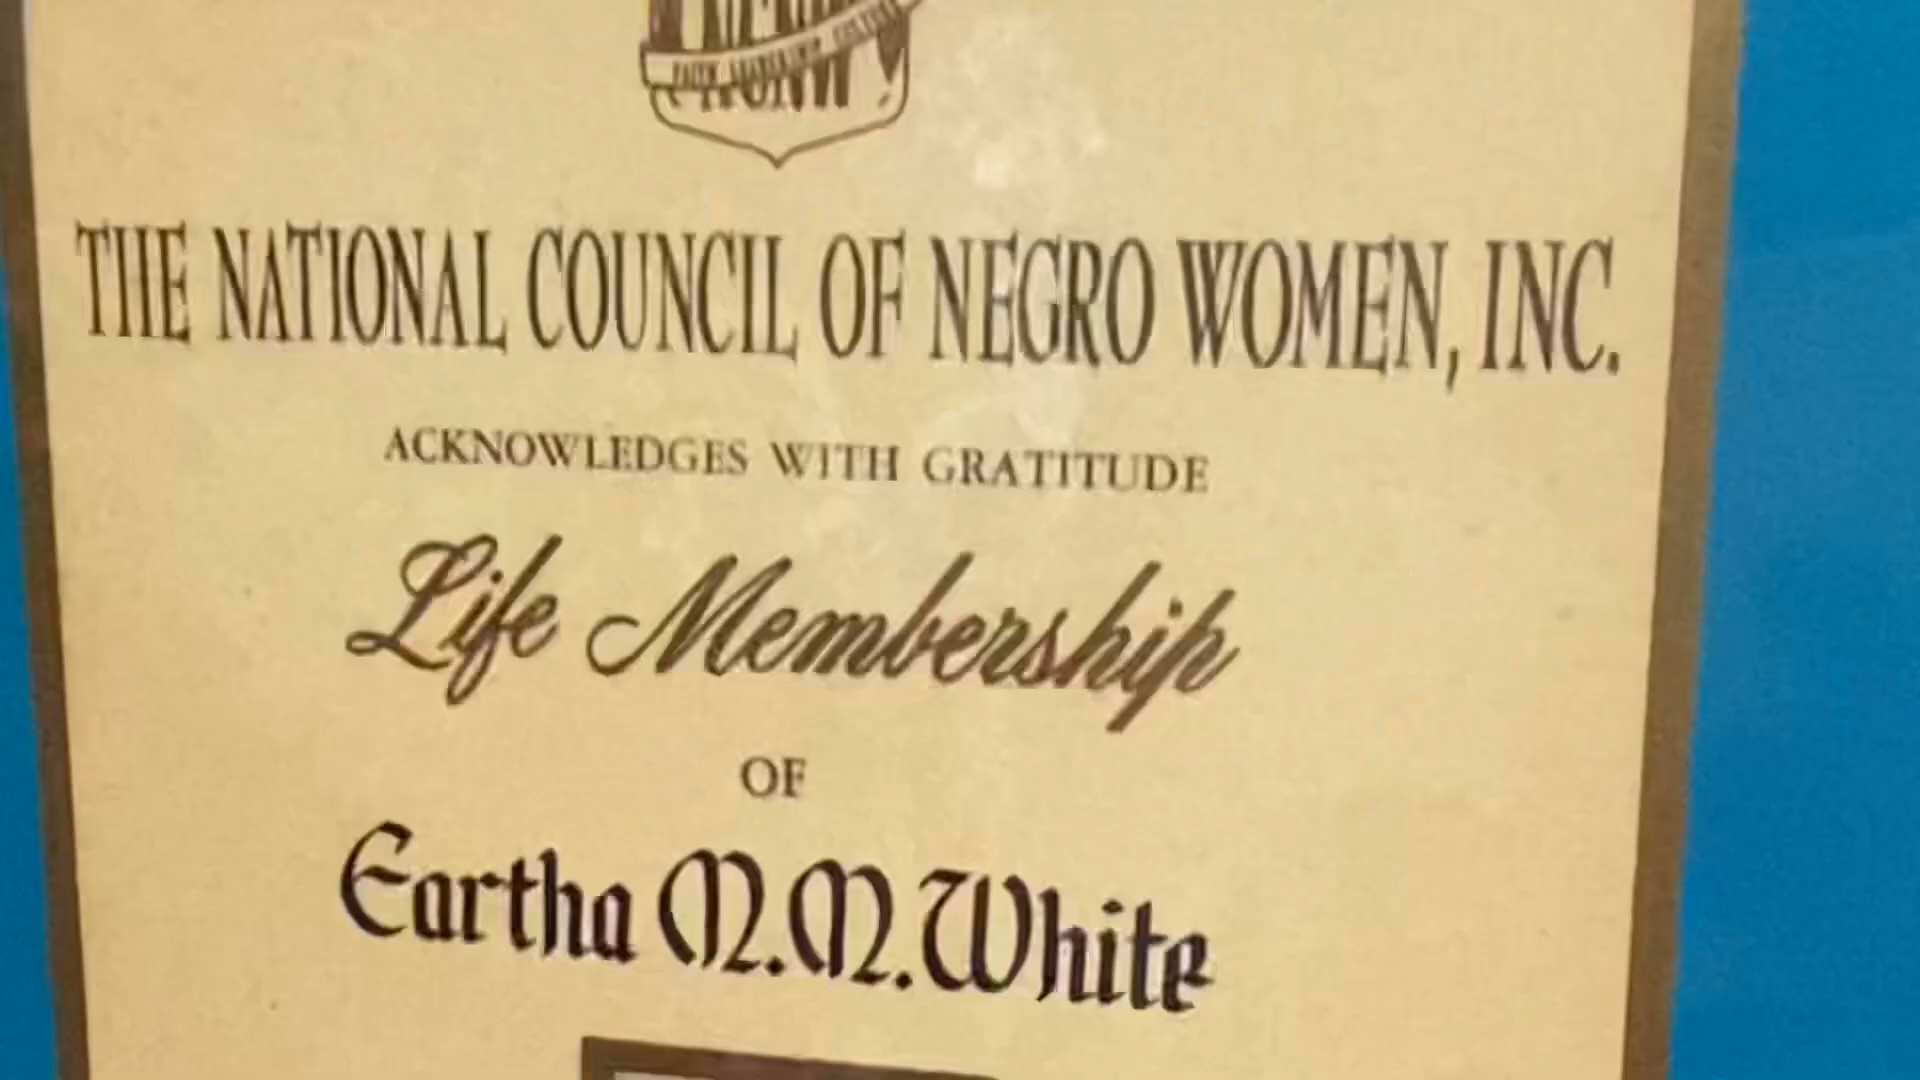 THE NATIONAL COUNCIL OF NEGRO WOMEN, INC.
ACKNOWLEDGES WITH GRATITUDE
Life Membership
OF
Eartha M.M. White